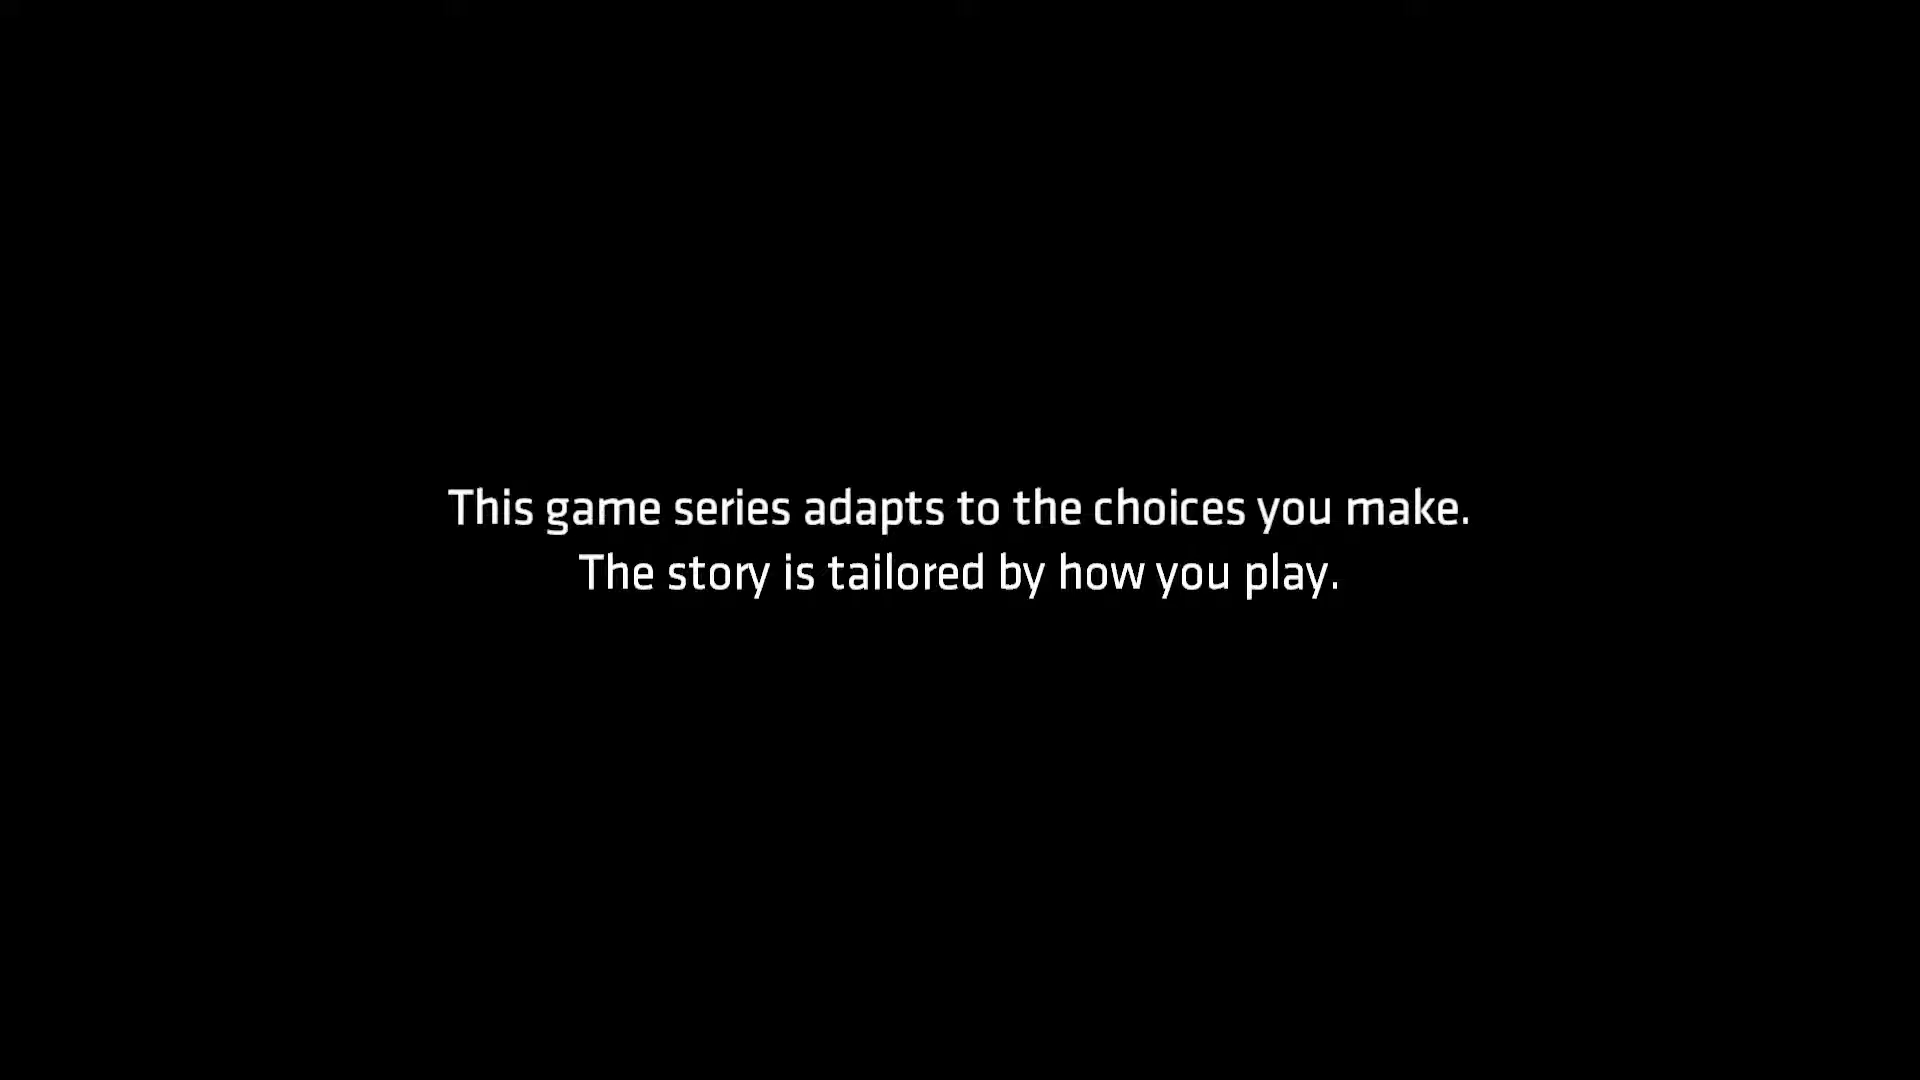 This game series adapts to the choices you make.
The story is tailored by how you play.